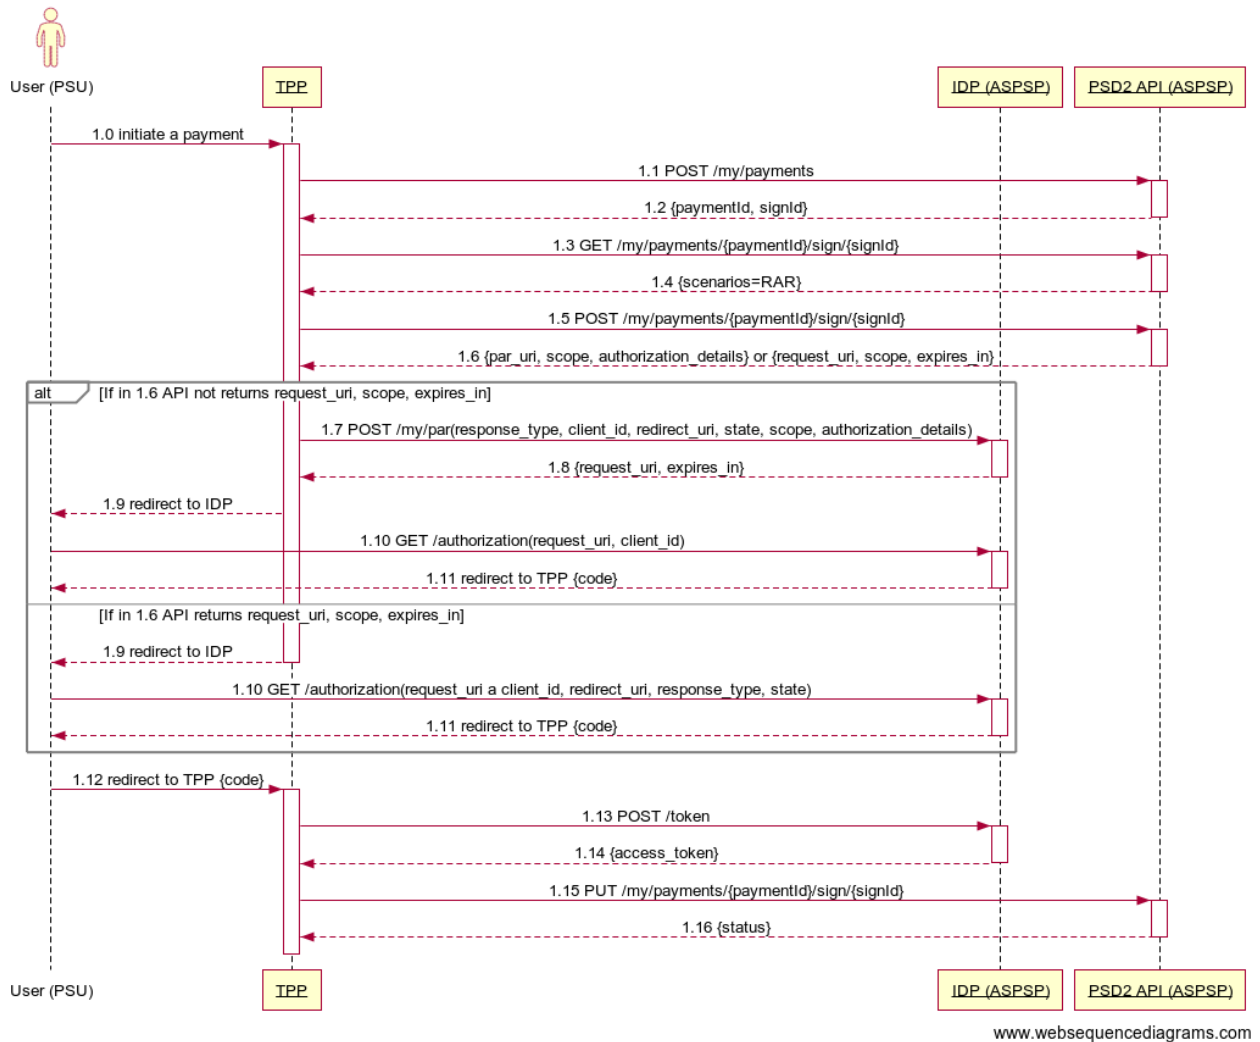 User (PSU)
TPP
IDP (ASPSP)
PSD2 API (ASPSP)
1.0 initiate a payment
1.1 POST /my/payments
1.2 {paymentId, signId}
1.3 GET /my/payments/{paymentId}/sign/{signId}
1.4 {scenarios=RAR}
1.5 POST /my/payments/{paymentId}/sign/{signId}
1.6 {par_uri, scope, authorization_details} or {request_uri, scope, expires_in}
alt
[If in 1.6 API not returns request_uri, scope, expires_in]
1.7 POST /my/par(response_type, client_id, redirect_uri, state, scope, authorization_details)
1.8 {request_uri, expires_in}
1.9 redirect to IDP
1.10 GET /authorization(request_uri, client_id)
1.11 redirect to TPP {code}
[If in 1.6 API returns request_uri, scope, expires_in]
1.9 redirect to IDP
1.10 GET /authorization(request_uri a client_id, redirect_uri, response_type, state)
1.11 redirect to TPP {code}
1.12 redirect to TPP {code}
1.13 POST /token
1.14 {access_token}
1.15 PUT /my/payments/{paymentId}/sign/{signId}
1.16 {status}
User (PSU)
TPP
IDP (ASPSP)
PSD2 API (ASPSP)
www.websequencediagrams.com